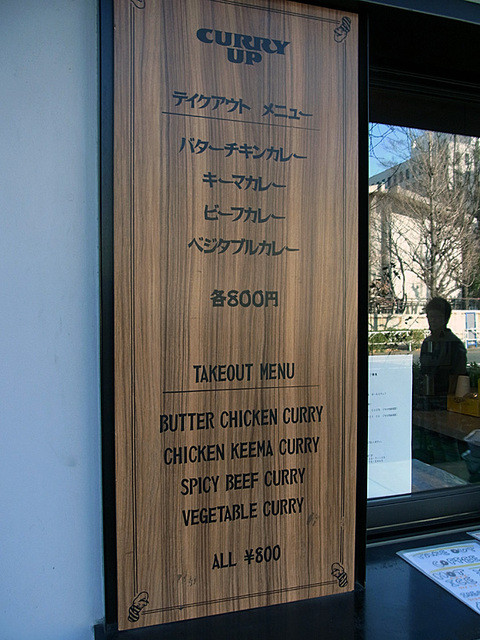 CURRY
UP
テイクアウト メニュー
バターチキンカレー
キーマカレー
ビーフカレー
ベジタブルカレー
各800円
TAKEOUT MENU
BUTTER CHICKEN CURRY
CHICKEN KEEMA CURRY
SPICY BEEF CURRY
VEGETABLE CURRY
ALL ¥800